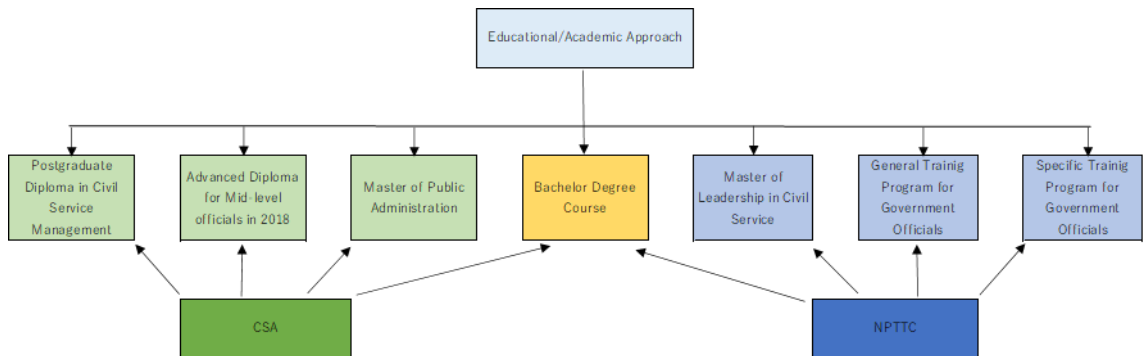 Educational/Academic Approach
Postgraduate
Diploma in Civil
Service
Management
Advanced Diploma
for Mid-level
officials in 2018
Master of Public
Administration
Bachelor Degree
Course
Master of
Leadership in Civil
Service
General Trainig
Program for
Government
Officials
Specific Trainig
Program for
Government
Officials
CSA
NPTTC